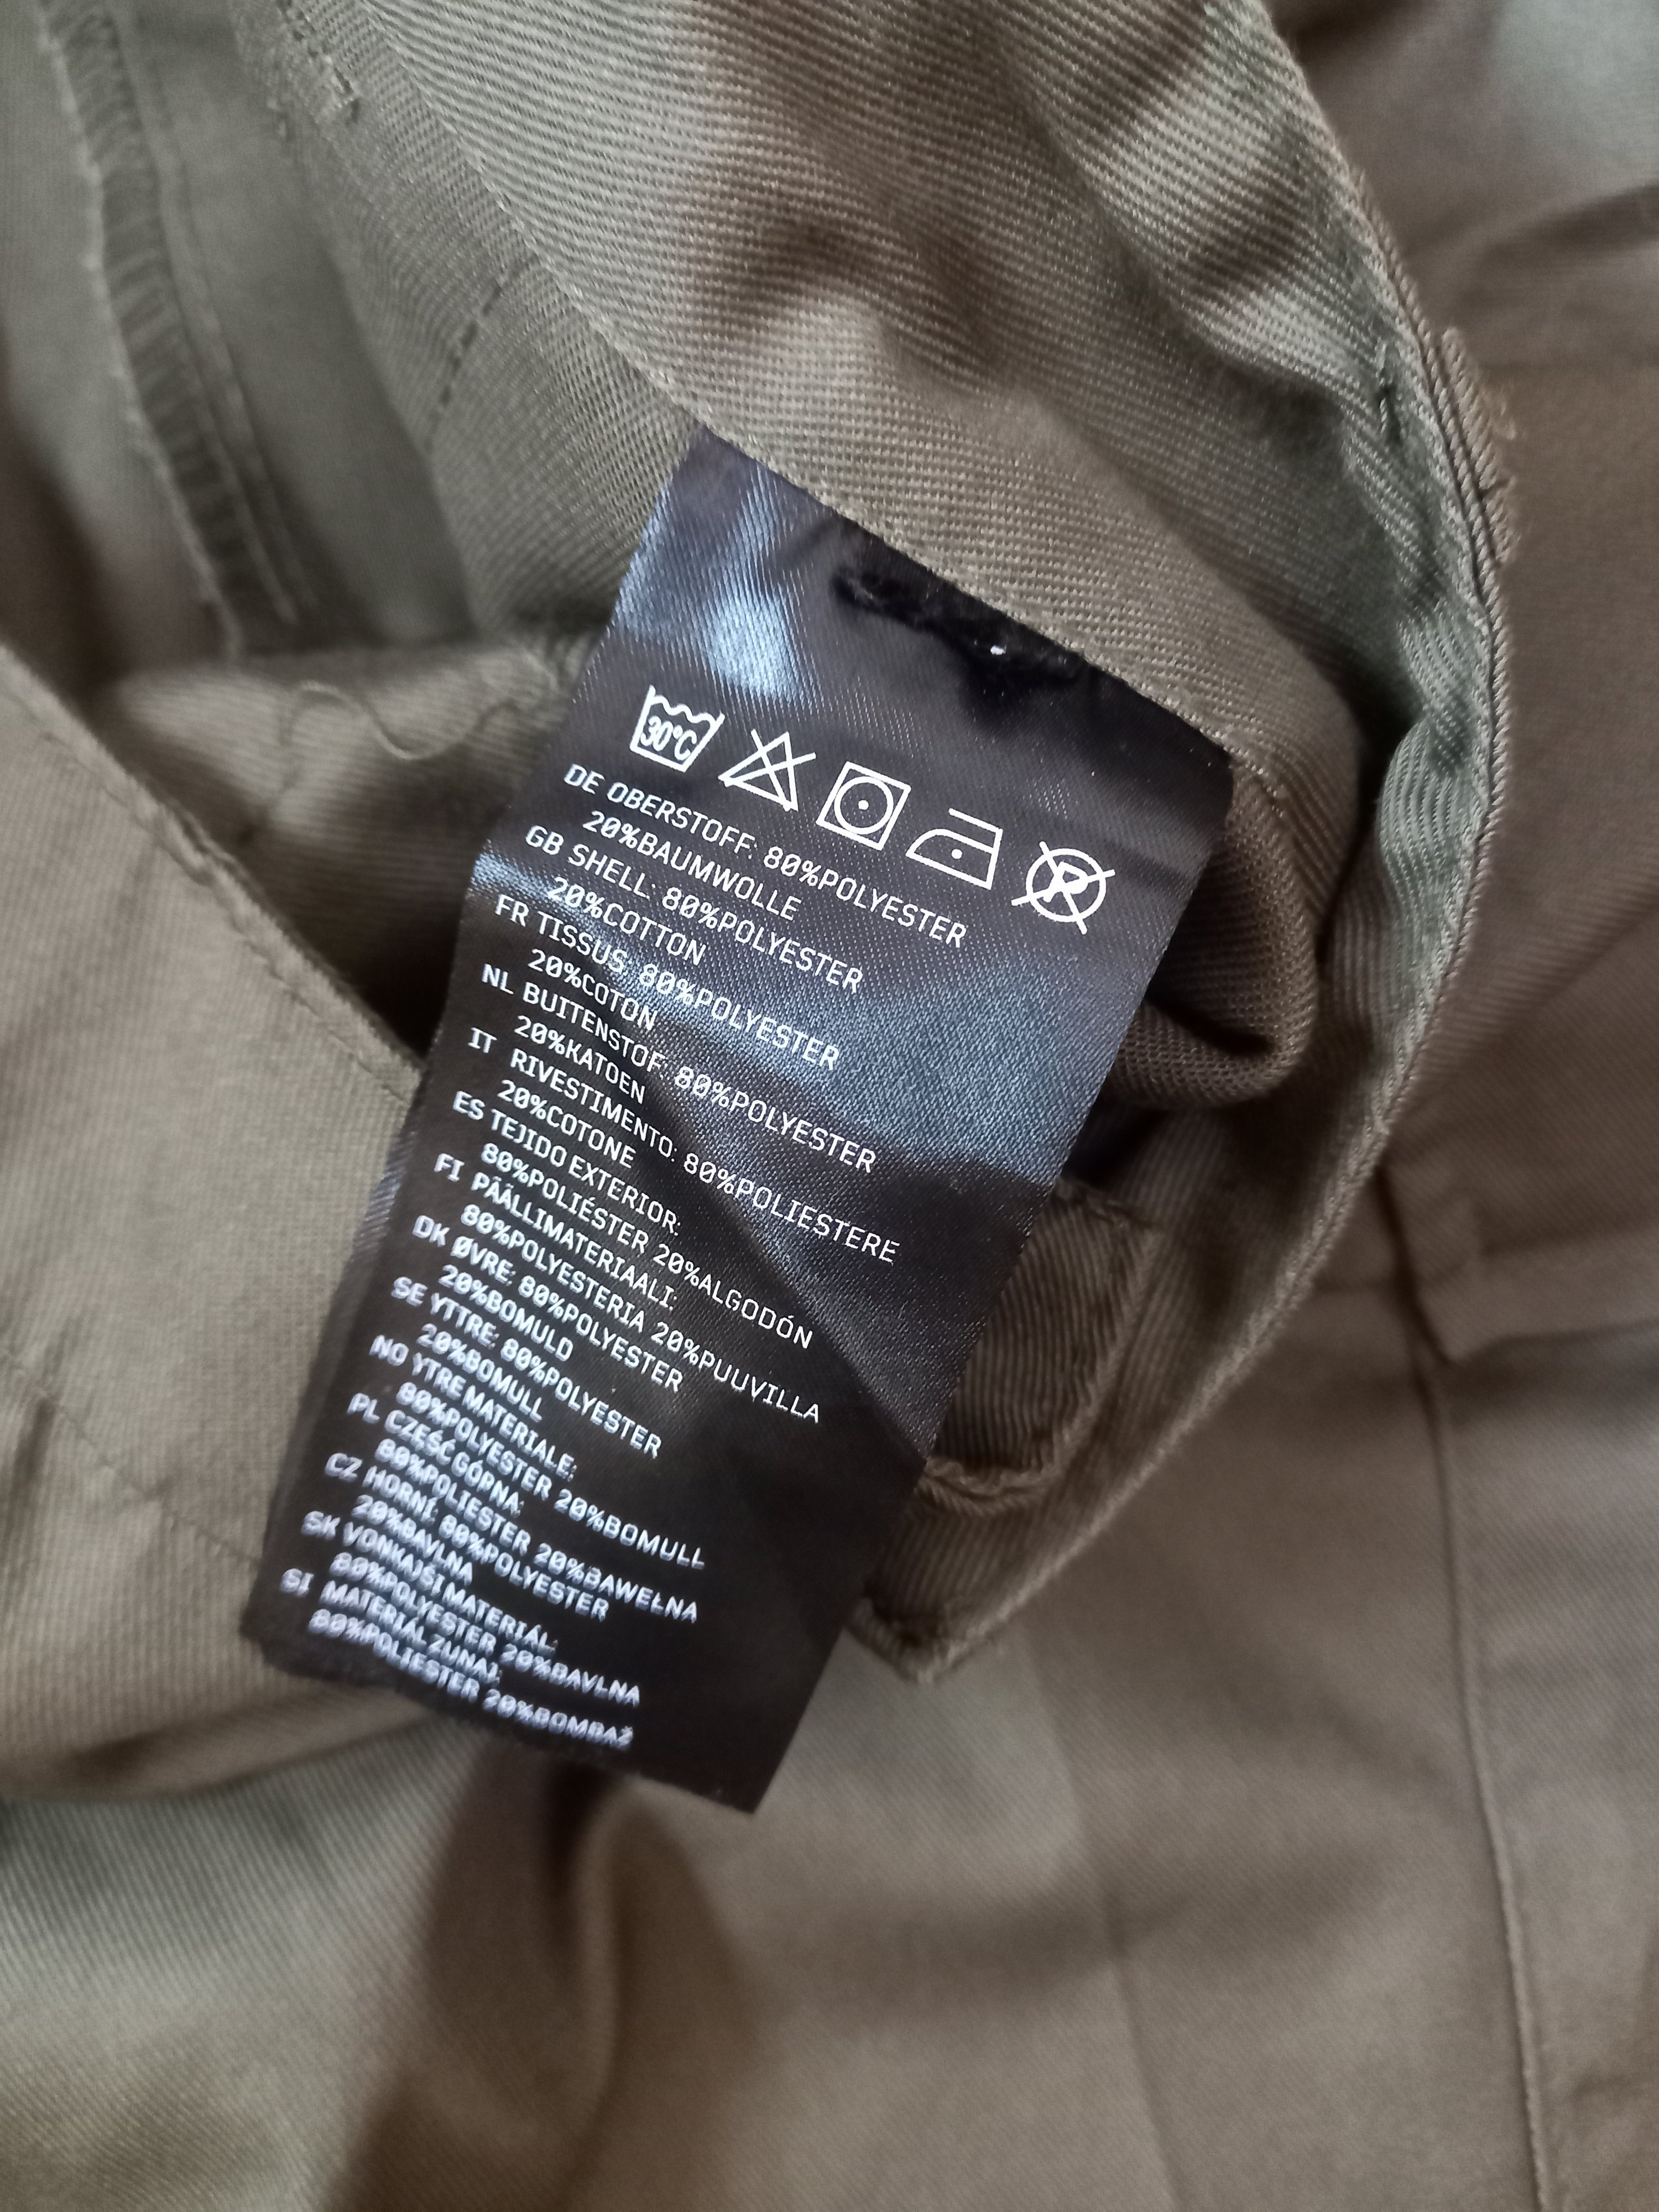 30°C
P
DE OBERSTOFF: 80%POLYESTER
20%BAUMWOLLE
GB SHELL: 80%POLYESTER
20%COTTON
FR TISSUS: 80%POLYESTER
20%COTON
NL BUITENSTOF: 80%POLYESTER
20%KATOEN
IT RIVESTIMENTO: 80%POLIESTERE
20%COTONE
ES TEJIDO EXTERIOR:
80%POLIÉSTER 20%ALGODÓN
FI PÄÄLLIMATERIAALI:
80%POLYESTERIA 20%PUUVILLA
DK ØVRE: 80%POLYESTER
20%BOMULD
SE YTTRE: 80%POLYESTER
20%BOMULL
NO YTRE MATERIALE:
80%POLYESTER 20%BOMULL
PL CZEŚĆ GÓRNA:
80%POLIESTER 20%BAWEŁNA
CZ HORNÍ: 80%POLYESTER
20%BAVLNA
SK VONKAJŠI MATERIÁL:
80%POLYESTER 20%BAVLNA
SI MATERIÁL ZUNAJ:
80%POLIESTER 20%BOMBAŽ